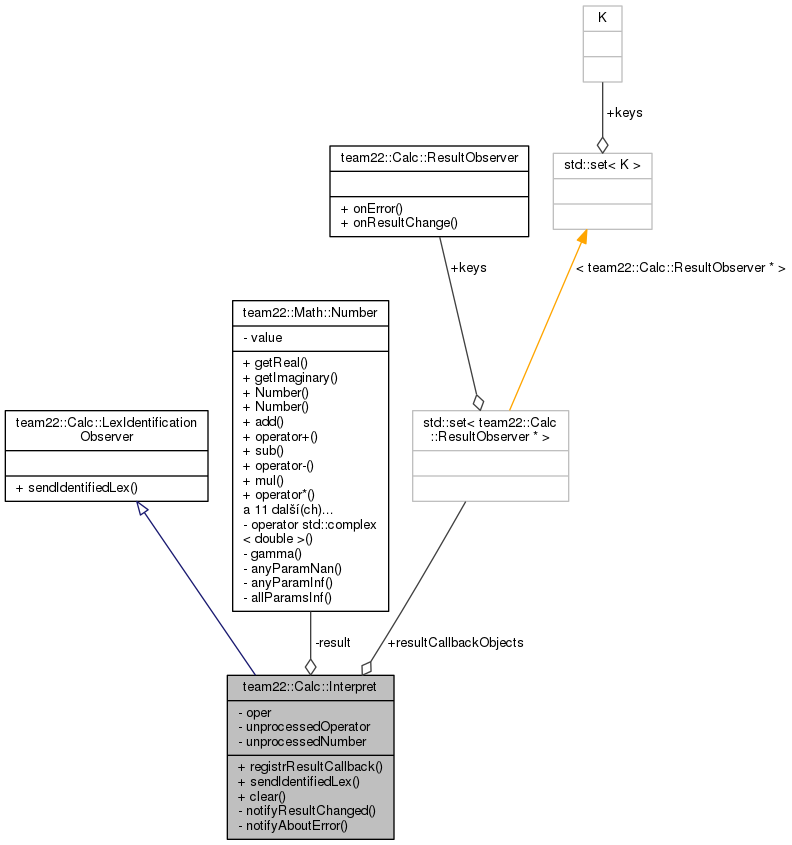 K
+keys
std::set< K >
team22::Calc::ResultObserver
+ onError()
+ onResultChange()
< team22::Calc::ResultObserver * >
+keys
team22::Math::Number
- value
+ getReal()
+ getImaginary()
+ Number()
+ Number()
+ add()
+ operator+()
+ sub()
+ operator-()
+ mul()
+ operator*()
a 11 další(ch)...
- operator std::complex
< double >()
- gamma()
- anyParamNan()
- anyParamInf()
- allParamsInf()
team22::Calc::LexIdentification
Observer
+ sendIdentifiedLex()
std::set< team22::Calc
::ResultObserver * >
-result
+resultCallbackObjects
team22::Calc::Interpret
- oper
- unprocessedOperator
- unprocessedNumber
+ registrResultCallback()
+ sendIdentifiedLex()
+ clear()
- notifyResultChanged()
- notifyAboutError()